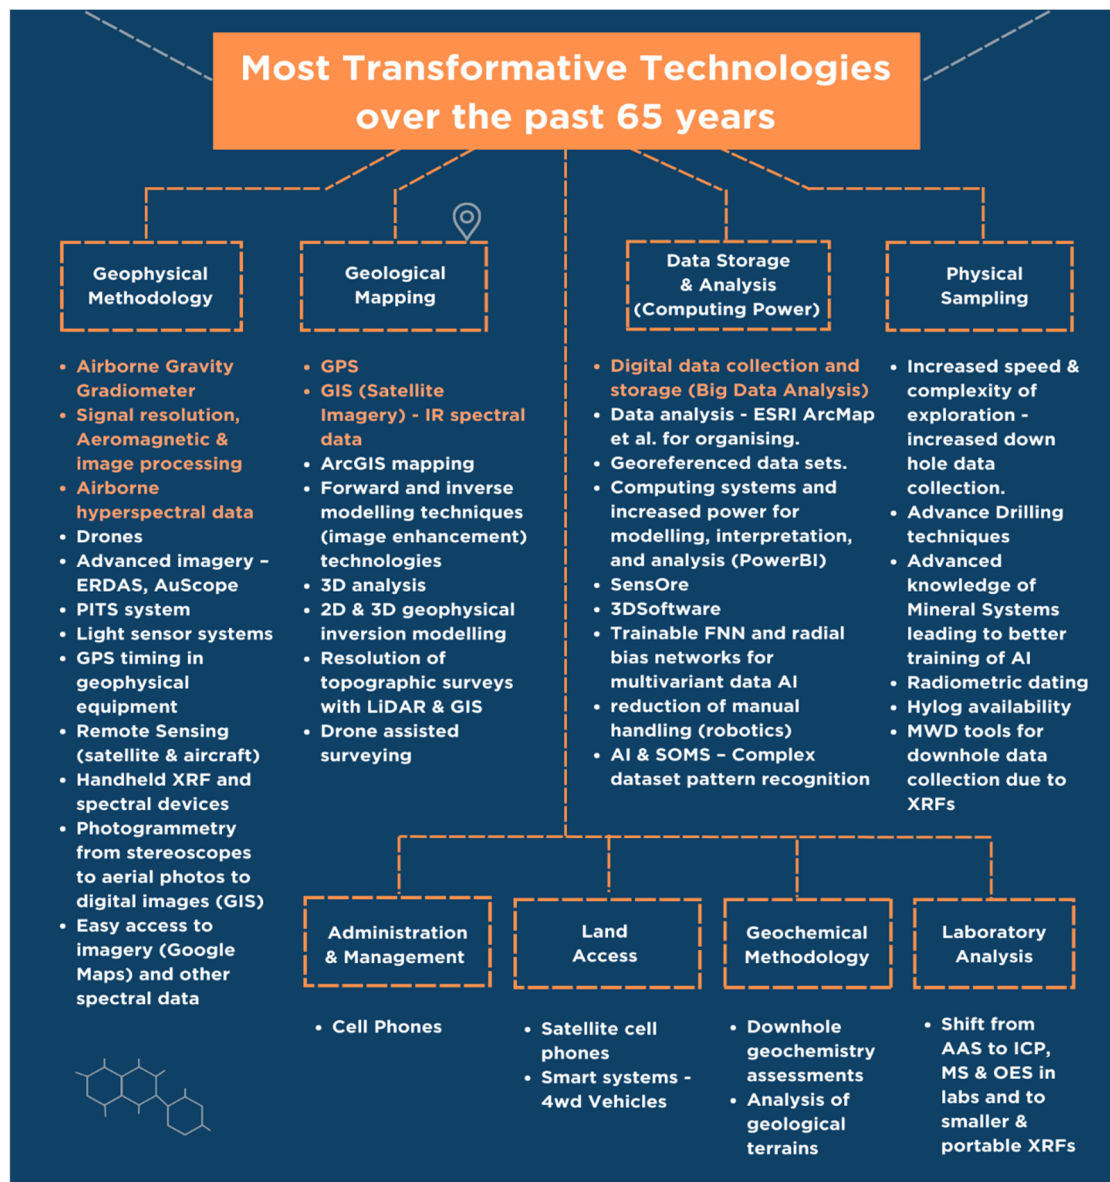 Most Transformative Technologies
over the past 65 years
Geophysical
Methodology
• Airborne Gravity
Gradiometer
• Signal resolution,
Aeromagnetic &
image processing
• Airborne
hyperspectral data
• Drones
• Advanced imagery –
ERDAS, AuScope
• PITS system
• Light sensor systems
• GPS timing in
geophysical
equipment
• Remote Sensing
(satellite & aircraft)
• Handheld XRF and
spectral devices
• Photogrammetry
from stereoscopes
to aerial photos to
digital images (GIS)
• Easy access to
imagery (Google
Maps) and other
spectral data
Geological
Mapping
• GPS
• GIS (Satellite
Imagery) - IR spectral
data
• ArcGIS mapping
• Forward and inverse
modelling techniques
(image enhancement)
technologies
• 3D analysis
• 2D & 3D geophysical
inversion modelling
• Resolution of
topographic surveys
with LiDAR & GIS
• Drone assisted
surveying
Data Storage
& Analysis
(Computing Power)
• Digital data collection and
storage (Big Data Analysis)
• Data analysis - ESRI ArcMap
et al. for organising.
• Georeferenced data sets.
• Computing systems and
increased power for
modelling, interpretation,
and analysis (PowerBI)
• SensOre
• 3DSoftware
• Trainable FNN and radial
bias networks for
multivariant data AI
• reduction of manual
handling (robotics)
• AI & SOMS – Complex
dataset pattern recognition
Physical
Sampling
• Increased speed &
complexity of
exploration -
increased down
hole data
collection.
• Advance Drilling
techniques
• Advanced
knowledge of
Mineral Systems
leading to better
training of AI
• Radiometric dating
• Hylog availability
• MWD tools for
downhole data
collection due to
XRFs
Administration
& Management
• Cell Phones
Land
Access
• Satellite cell
phones
• Smart systems -
4wd Vehicles
Geochemical
Methodology
• Downhole
geochemistry
assessments
• Analysis of
geological
terrains
Laboratory
Analysis
• Shift from
AAS to ICP,
MS & OES in
labs and to
smaller &
portable XRFs